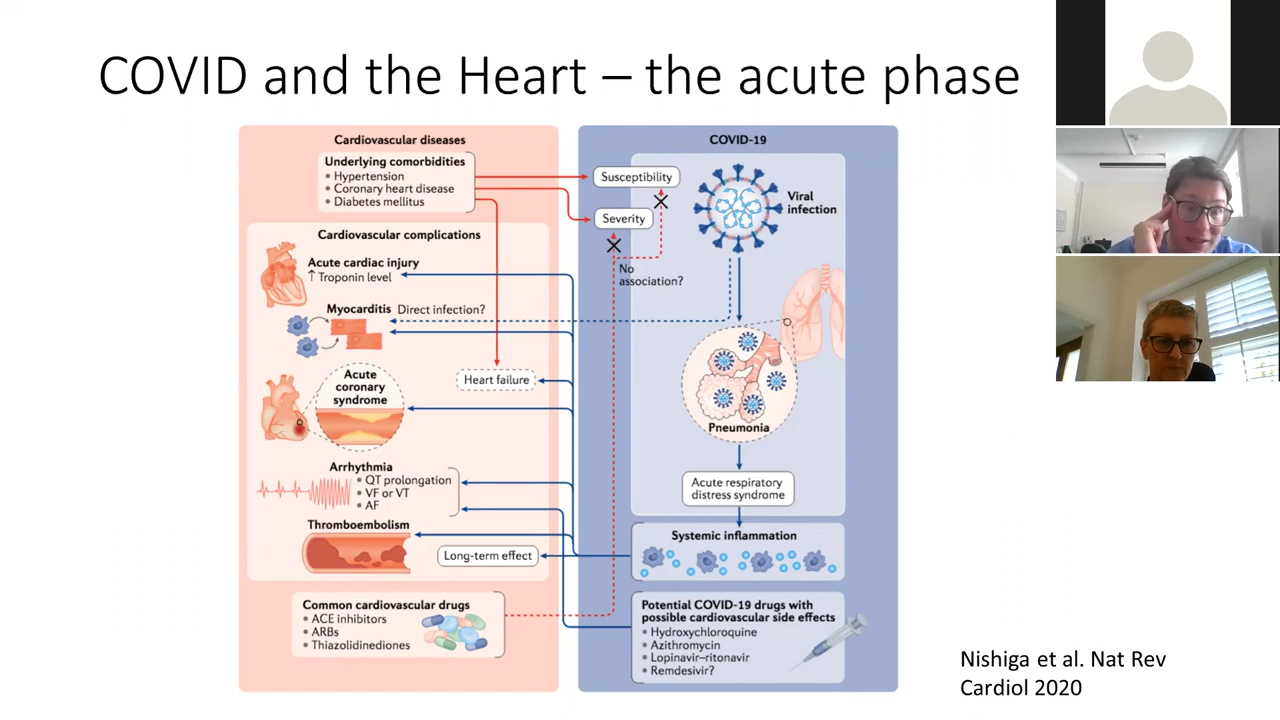 COVID and the Heart – the acute phase
Cardiovascular diseases
Underlying comorbidities
• Hypertension
• Coronary heart disease
• Diabetes mellitus
Cardiovascular complications
Acute cardiac injury
↑ Troponin level
Myocarditis Direct infection?
Heart failure
Acute
coronary
syndrome
Arrhythmia
• QT prolongation
• VF or VT
• AF
Thromboembolism
Long-term effect
Common cardiovascular drugs
• ACE inhibitors
• ARBs
• Thiazolidinediones
COVID-19
Susceptibility
Severity
No
association?
Viral
infection
Pneumonia
Acute respiratory
distress syndrome
Systemic inflammation
Potential COVID-19 drugs with
possible cardiovascular side effects
• Hydroxychloroquine
• Azithromycin
• Lopinavir–ritonavir
• Remdesivir?
Nishiga et al. Nat Rev
Cardiol 2020